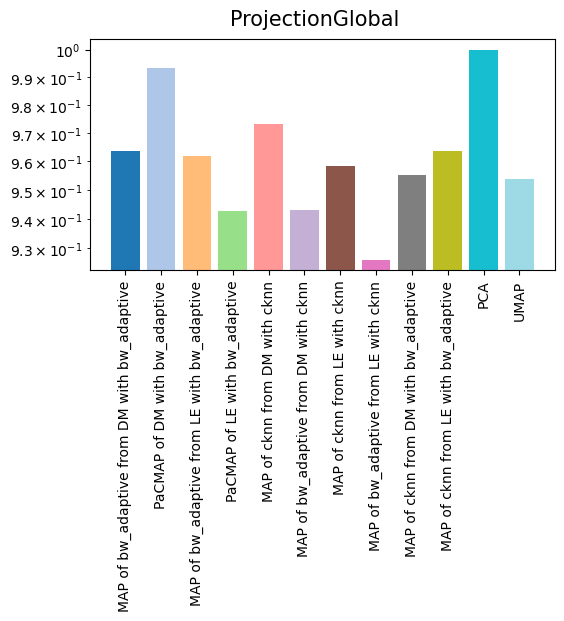 ProjectionGlobal
10⁰
9.9 × 10⁻¹
9.8 × 10⁻¹
9.7 × 10⁻¹
9.6 × 10⁻¹
9.5 × 10⁻¹
9.4 × 10⁻¹
9.3 × 10⁻¹
MAP of bw_adaptive from DM with bw_adaptive
PaCMAP of DM with bw_adaptive
MAP of bw_adaptive from LE with bw_adaptive
PaCMAP of LE with bw_adaptive
MAP of cknn from DM with cknn
MAP of bw_adaptive from DM with cknn
MAP of cknn from LE with cknn
MAP of bw_adaptive from LE with cknn
MAP of cknn from DM with bw_adaptive
MAP of cknn from LE with bw_adaptive
PCA
UMAP